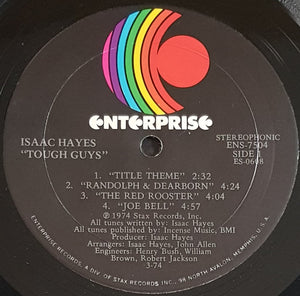 ENTERPRISE
ISAAC HAYES
"TOUGH GUYS"
STEREOPHONIC
ENS-7504
SIDE 1
ES-0698
1. "TITLE THEME" 2:32
2. "RANDOLPH & DEARBORN" 4:24
3. "THE RED ROOSTER" 4:04
4. "JOE BELL" 4:57
℗ 1974 Stax Records, Inc.
All tunes written by: Isaac Hayes
All tunes published by: Incense Music, BMI
Producer: Isaac Hayes
Arrangers: Isaac Hayes, John Allen
Engineers: Henry Bush, William
Brown, Robert Jackson
3-74
ENTERPRISE RECORDS, A DIV. OF STAX RECORDS INC., 98 NORTH AVALON, MEMPHIS, U.S.A.